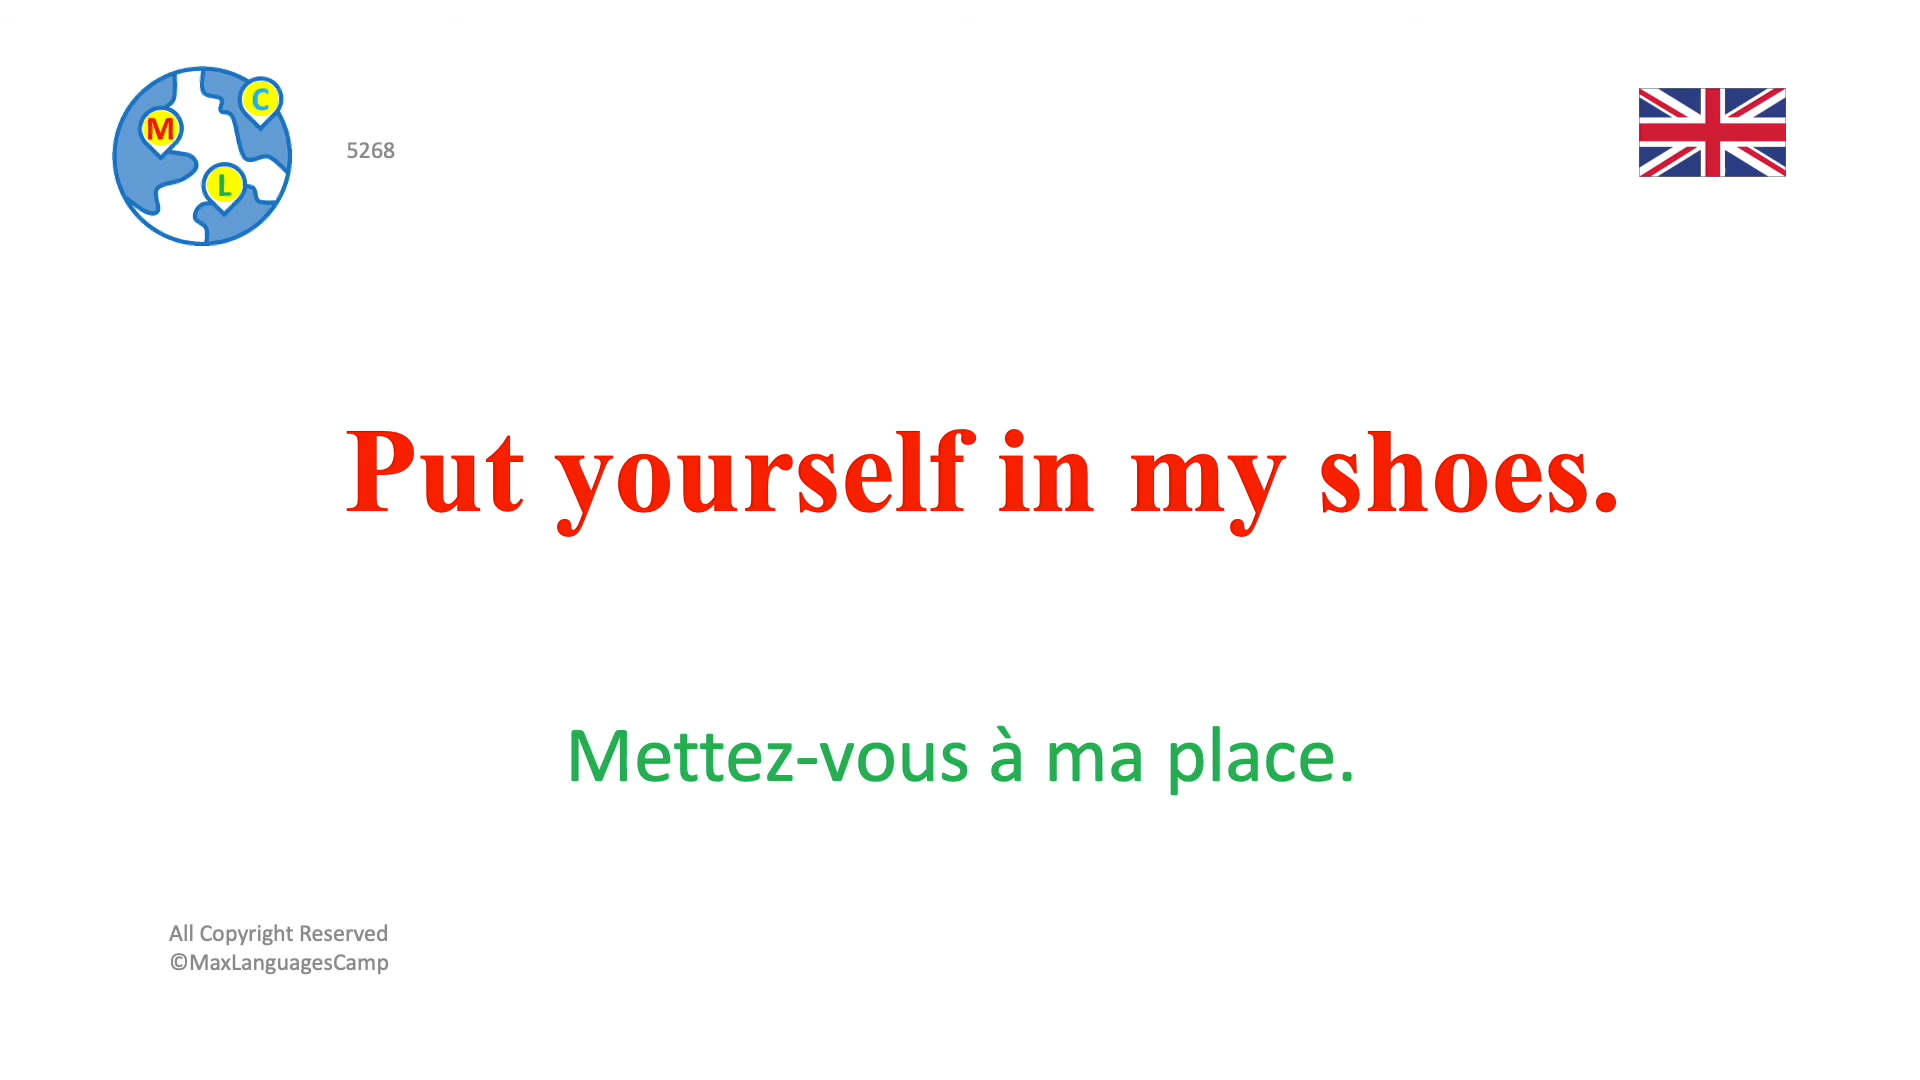 M
C
L
5268
Put yourself in my shoes.
Mettez-vous à ma place.
All Copyright Reserved
©MaxLanguagesCamp